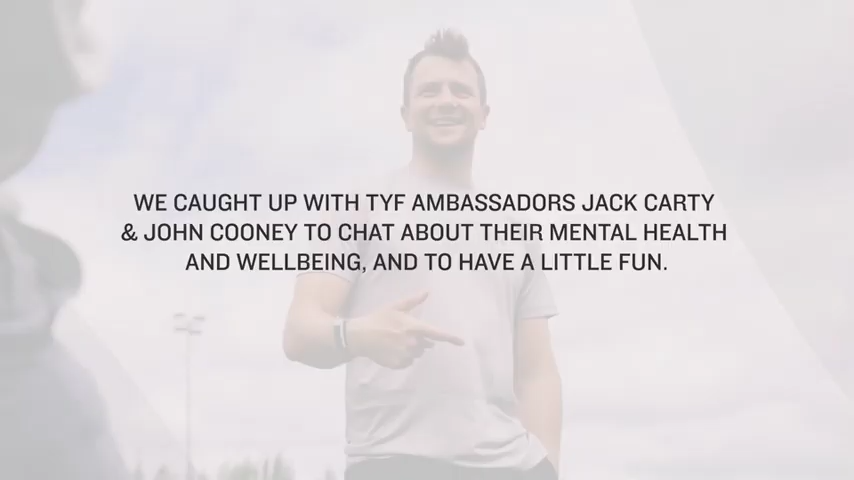 WE CAUGHT UP WITH TYF AMBASSADORS JACK CARTY
& JOHN COONEY TO CHAT ABOUT THEIR MENTAL HEALTH
AND WELLBEING, AND TO HAVE A LITTLE FUN.